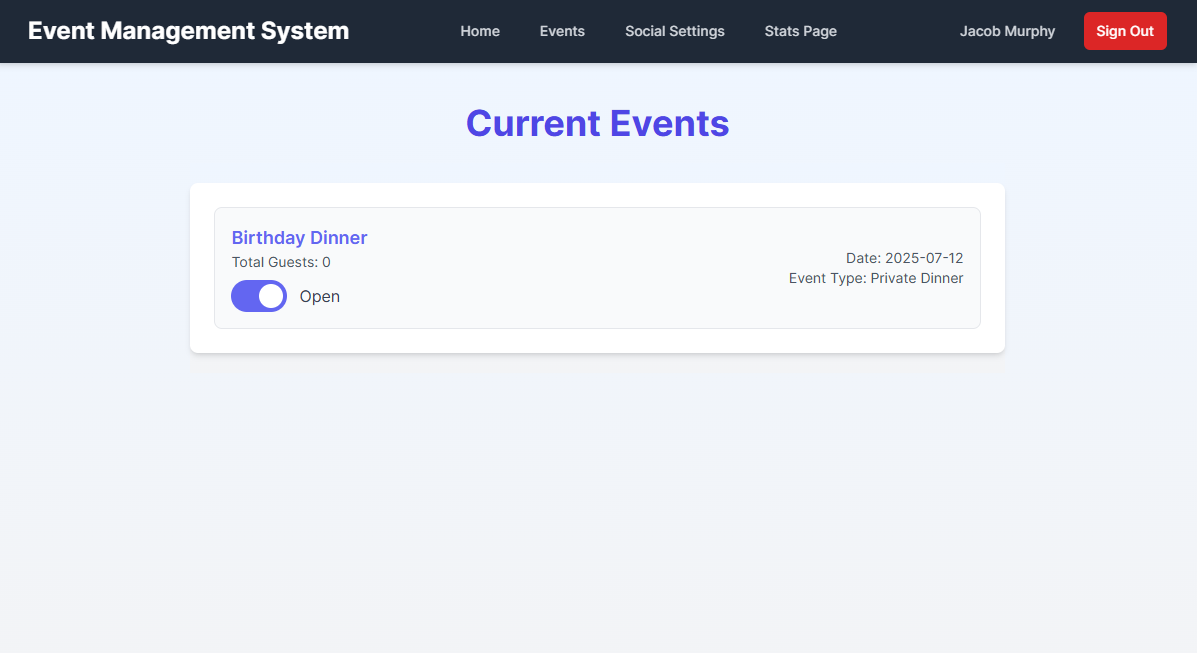 Event Management System
Home
Events
Social Settings
Stats Page
Jacob Murphy
Sign Out
Current Events
Birthday Dinner
Total Guests: 0
Open
Date: 2025-07-12
Event Type: Private Dinner